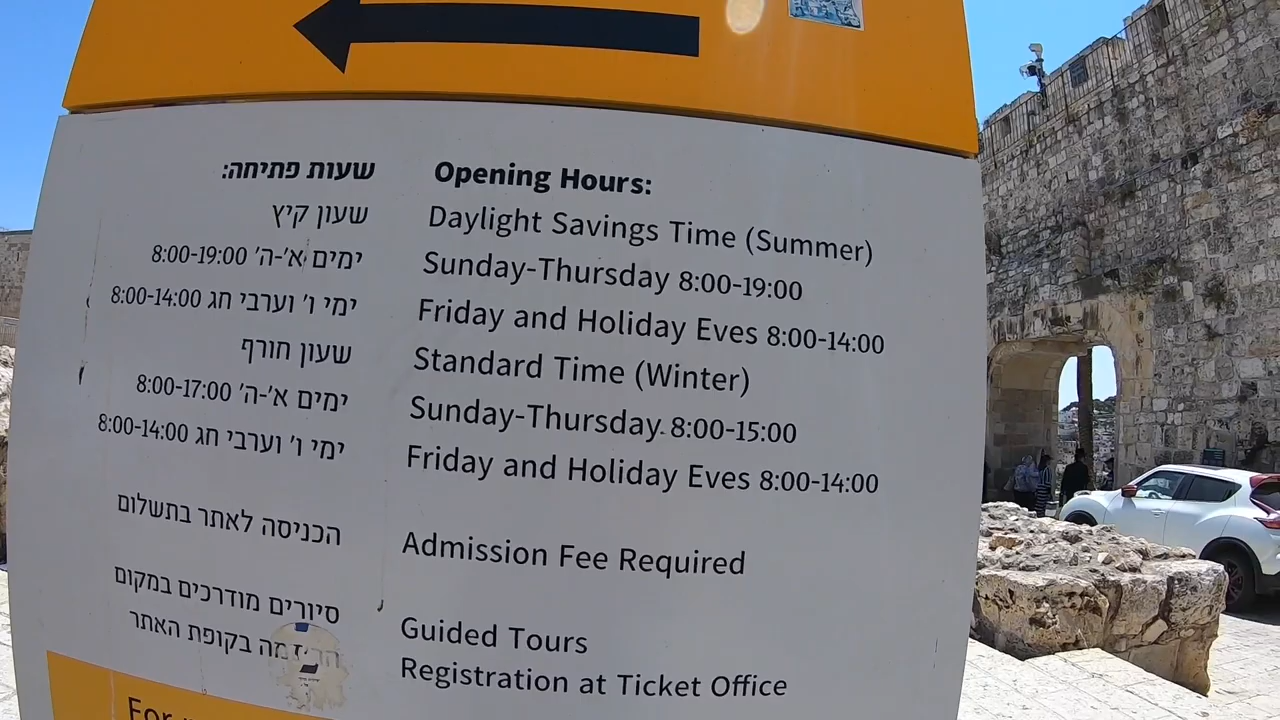 שעות פתיחה:
שעון קיץ
ימים א'-ה' 8:00-19:00
ימי ו' וערבי חג 8:00-14:00
שעון חורף
ימים א'-ה' 8:00-17:00
ימי ו' וערבי חג 8:00-14:00
הכניסה לאתר בתשלום
סיורים מודרכים במקום
בקופת האתר
Opening Hours:
Daylight Savings Time (Summer)
Sunday-Thursday 8:00-19:00
Friday and Holiday Eves 8:00-14:00
Standard Time (Winter)
Sunday-Thursday 8:00-15:00
Friday and Holiday Eves 8:00-14:00
Admission Fee Required
Guided Tours
Registration at Ticket Office
For